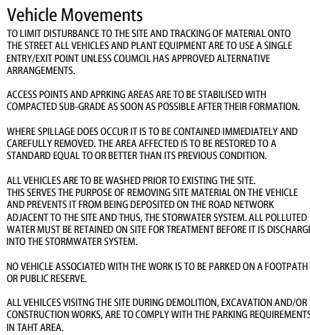 Vehicle Movements
TO LIMIT DISTURBANCE TO THE SITE AND TRACKING OF MATERIAL ONTO
THE STREET ALL VEHICLES AND PLANT EQUIPMENT ARE TO USE A SINGLE
ENTRY/EXIT POINT UNLESS COUMCIL HAS APPROVED ALTERNATIVE
ARRANGEMENTS.
ACCESS POINTS AND APRKING AREAS ARE TO BE STABILISED WITH
COMPACTED SUB-GRADE AS SOON AS POSSIBLE AFTER THEIR FORMATION.
WHERE SPILLAGE DOES OCCUR IT IS TO BE CONTAINED IMMEDIATELY AND
CAREFULLY REMOVED. THE AREA AFFECTED IS TO BE RESTORED TO A
STANDARD EQUAL TO OR BETTER THAN ITS PREVIOUS CONDITION.
ALL VEHICLES ARE TO BE WASHED PRIOR TO EXISTING THE SITE.
THIS SERVES THE PURPOSE OF REMOVING SITE MATERIAL ON THE VEHICLE
AND PREVENTS IT FROM BEING DEPOSITED ON THE ROAD NETWORK
ADJACENT TO THE SITE AND THUS, THE STORWATER SYSTEM. ALL POLLUTED
WATER MUST BE RETAINED ON SITE FOR TREATMENT BEFORE IT IS DISCHARGE
INTO THE STORMWATER SYSTEM.
NO VEHICLE ASSOCIATED WITH THE WORK IS TO BE PARKED ON A FOOTPATH
OR PUBLIC RESERVE.
ALL VEHILCES VISITNG THE SITE DURING DEMOLITION, EXCAVATION AND/OR
CONSTRUCTION WORKS, ARE TO COMPLY WITH THE PARKING REQUIREMENTS
IN TAHT AREA.